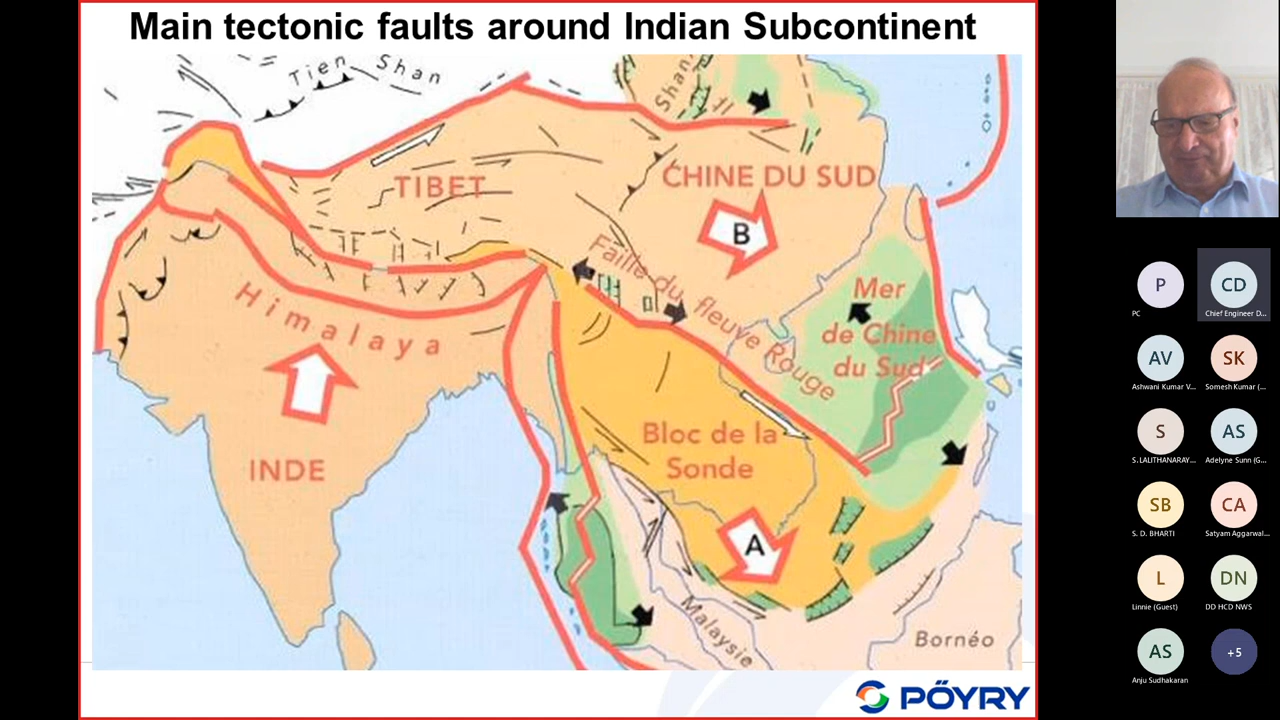 Main tectonic faults around Indian Subcontinent
Tien Shan
Shani
TIBET
CHINE DU SUD
B
Faille du fleuve Rouge
Mer
de Chine
du Sud
Himalaya
INDE
Bloc de la
Sonde
A
Malaysie
Bornéo
PÖYRY
P
PC
CD
Chief Engineer D...
AV
Ashwani Kumar V...
SK
Somesh Kumar (...
S
S. LALITHANARAY...
AS
Adelyne Sunn (G...
SB
S. D. BHARTI
CA
Satyam Aggarwal...
L
Linnie (Guest)
DN
DD HCD NWS
AS
Anju Sudhakaran
+5